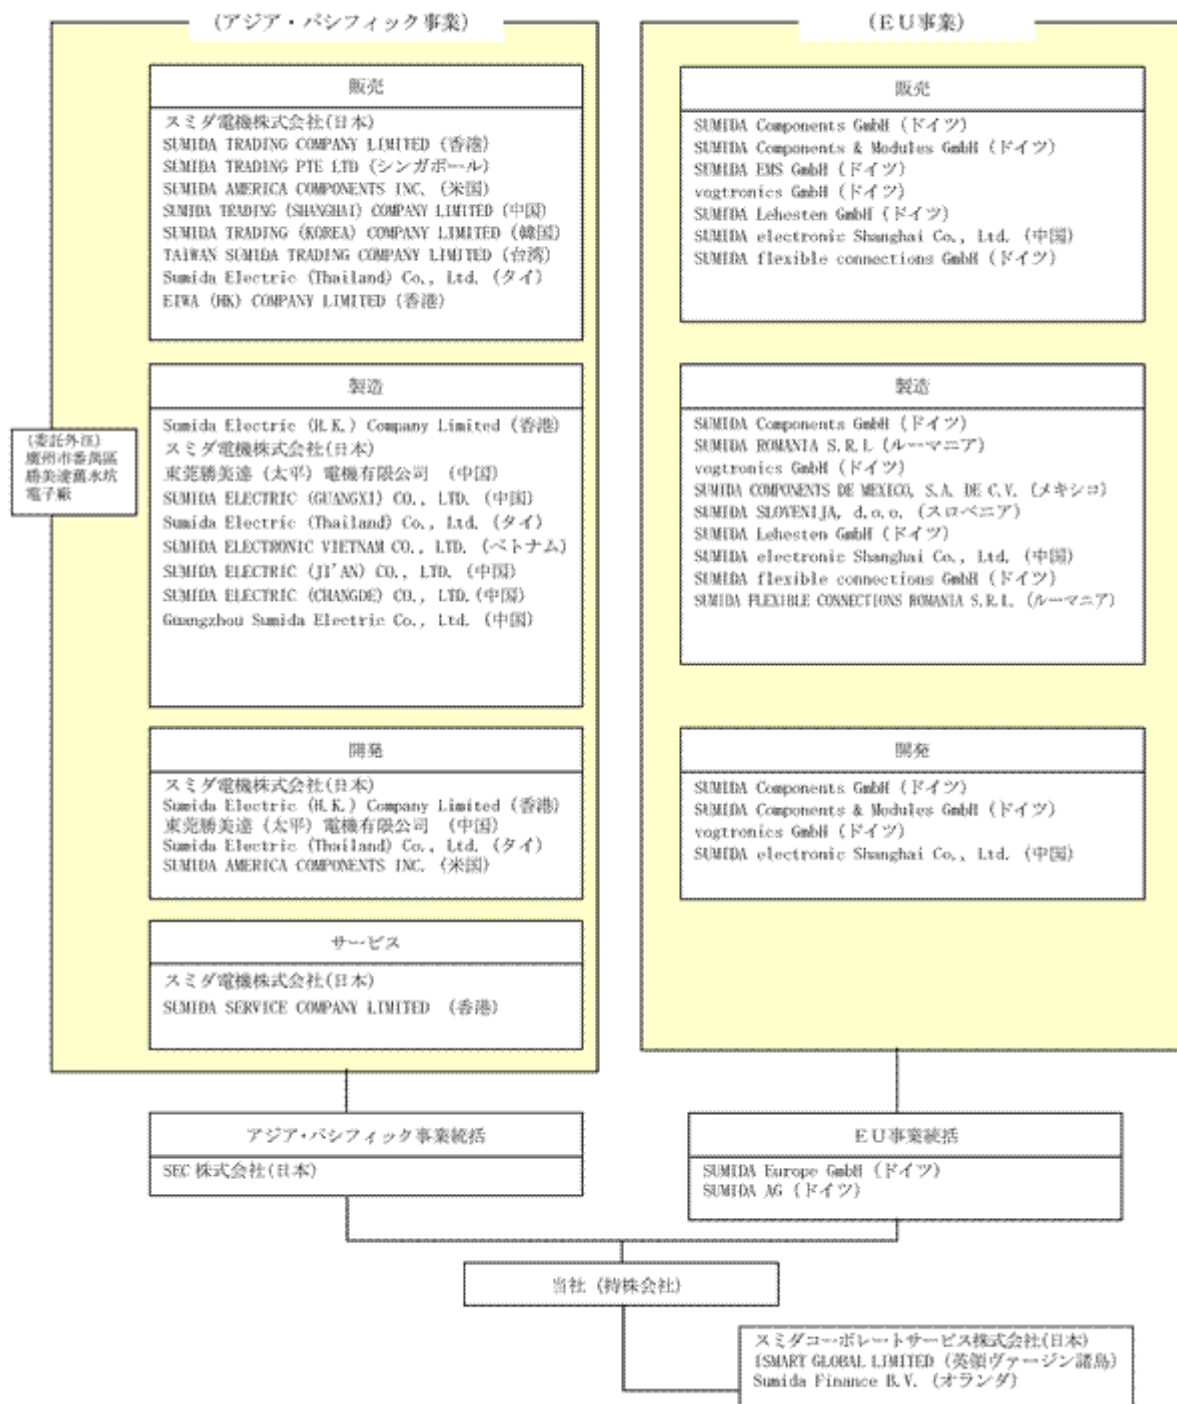 (アジア・パシフィック事業)
販売
スミダ電機株式会社(日本)
SUMIDA TRADING COMPANY LIMITED (香港)
SUMIDA TRADING PTE LTD (シンガポール)
SUMIDA AMERICA COMPONENTS INC. (米国)
SUMIDA TRADING (SHANGHAI) COMPANY LIMITED (中国)
SUMIDA TRADING (KOREA) COMPANY LIMITED (韓国)
TAIWAN SUMIDA TRADING COMPANY LIMITED (台湾)
Sumida Electric (Thailand) Co., Ltd. (タイ)
EIWA (HK) COMPANY LIMITED (香港)
製造
Sumida Electric (H.K.) Company Limited (香港)
スミダ電機株式会社(日本)
東莞勝美達 (太平) 電機有限公司 (中国)
SUMIDA ELECTRIC (GUANGXI) CO., LTD. (中国)
Sumida Electric (Thailand) Co., Ltd. (タイ)
SUMIDA ELECTRONIC VIETNAM CO., LTD. (ベトナム)
SUMIDA ELECTRIC (JI'AN) CO., LTD. (中国)
SUMIDA ELECTRIC (CHANGDE) CO., LTD.(中国)
Guangzhou Sumida Electric Co., Ltd. (中国)
(委託外注)
廣州市番禺區
勝美達舊水坑
電子廠
開発
スミダ電機株式会社(日本)
Sumida Electric (H.K.) Company Limited (香港)
東莞勝美達 (太平) 電機有限公司 (中国)
Sumida Electric (Thailand) Co., Ltd. (タイ)
SUMIDA AMERICA COMPONENTS INC. (米国)
サービス
スミダ電機株式会社(日本)
SUMIDA SERVICE COMPANY LIMITED (香港)
アジア・パシフィック事業統括
SEC 株式会社(日本)
(ＥＵ事業)
販売
SUMIDA Components GmbH (ドイツ)
SUMIDA Components & Modules GmbH (ドイツ)
SUMIDA EMS GmbH (ドイツ)
vogtronics GmbH (ドイツ)
SUMIDA Lehesten GmbH (ドイツ)
SUMIDA electronic Shanghai Co., Ltd. (中国)
SUMIDA flexible connections GmbH (ドイツ)
製造
SUMIDA Components GmbH (ドイツ)
SUMIDA ROMANIA S.R.L (ルーマニア)
vogtronics GmbH (ドイツ)
SUMIDA COMPONENTS DE MEXICO, S.A. DE C.V. (メキシコ)
SUMIDA SLOVENIJA, d.o.o. (スロベニア)
SUMIDA Lehesten GmbH (ドイツ)
SUMIDA electronic Shanghai Co., Ltd. (中国)
SUMIDA flexible connections GmbH (ドイツ)
SUMIDA FLEXIBLE CONNECTIONS ROMANIA S.R.L. (ルーマニア)
開発
SUMIDA Components GmbH (ドイツ)
SUMIDA Components & Modules GmbH (ドイツ)
vogtronics GmbH (ドイツ)
SUMIDA electronic Shanghai Co., Ltd. (中国)
ＥＵ事業統括
SUMIDA Europe GmbH (ドイツ)
SUMIDA AG (ドイツ)
当社 (持株会社)
スミダコーポレートサービス株式会社(日本)
ISMART GLOBAL LIMITED (英領ヴァージン諸島)
Sumida Finance B.V. (オランダ)